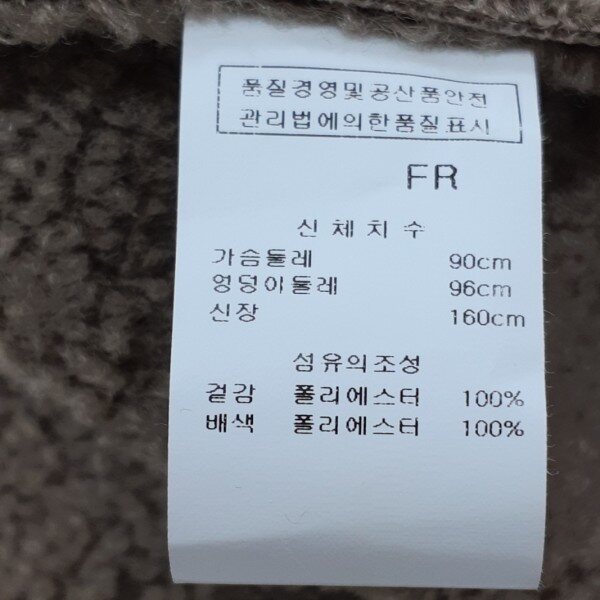 품질경영및공산품안전
관리법에의한품질표시
FR
신체치수
가슴둘레 90cm
엉덩이둘레 96cm
신장 160cm
섬유의조성
겉감 폴리에스터 100%
배색 폴리에스터 100%